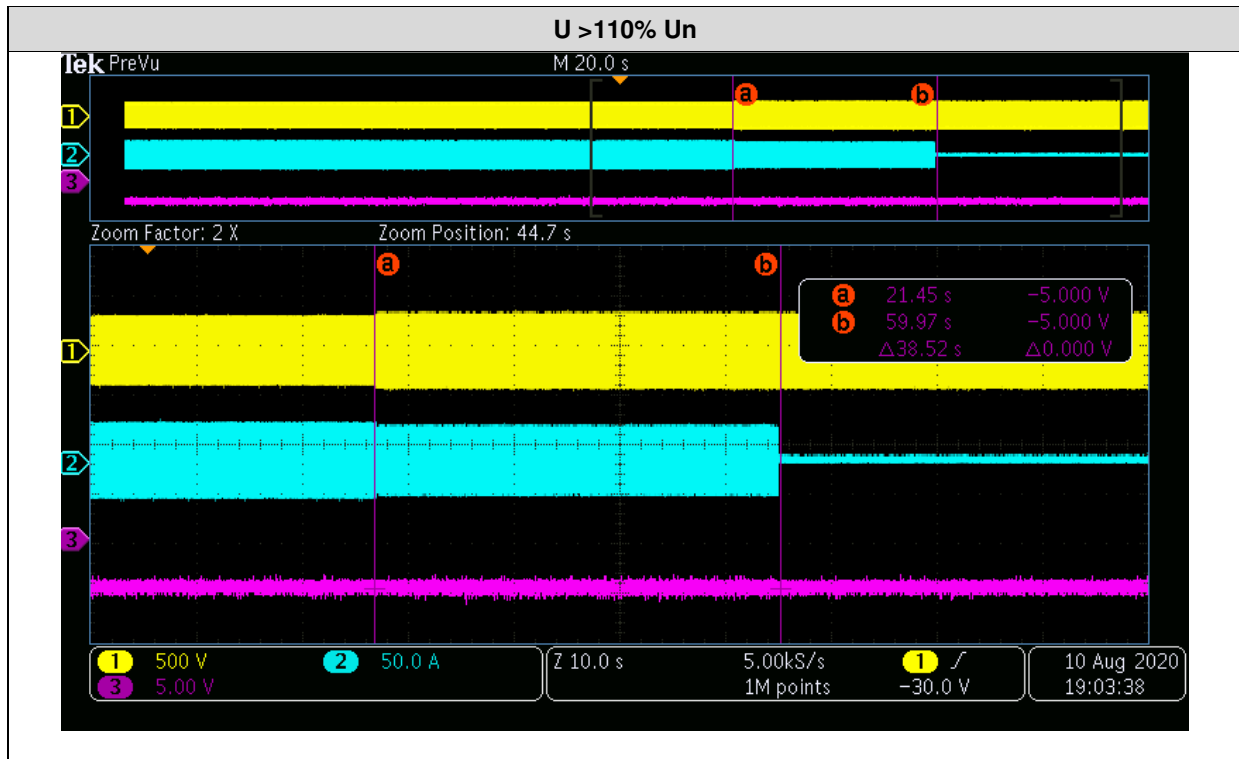 U >110% Un
Tek PreVu M 20.0 s
a b
1
2
3
Zoom Factor: 2 X Zoom Position: 44.7 s
a b
a 21.45 s −5.000 V
b 59.97 s −5.000 V
△38.52 s △0.000 V
1
2
3
1 500 V 2 50.0 A Z 10.0 s 5.00kS/s 1 10 Aug 2020
3 5.00 V 1M points −30.0 V 19:03:38